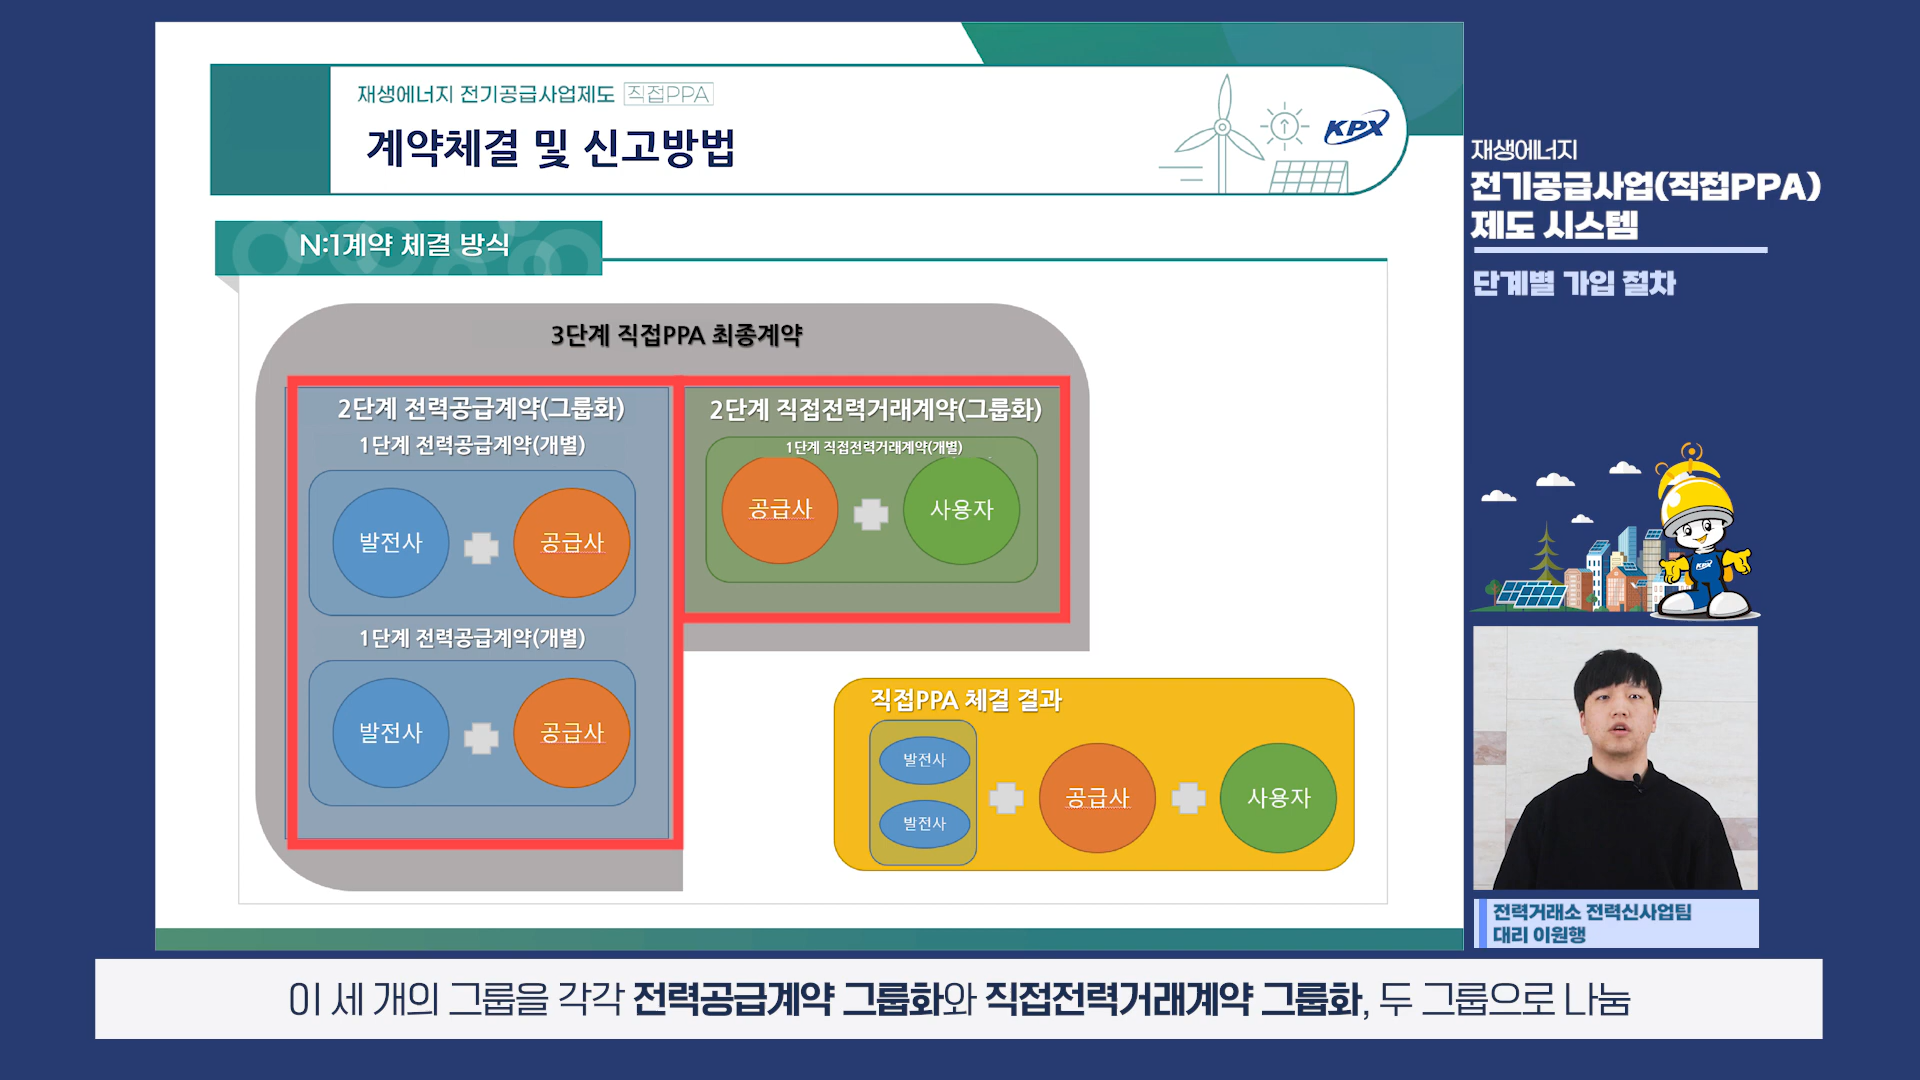 재생에너지 전기공급사업제도 직접PPA
계약체결 및 신고방법
KPX
N:1계약 체결 방식
3단계 직접PPA 최종계약
2단계 전력공급계약(그룹화)
1단계 전력공급계약(개별)
발전사
공급사
1단계 전력공급계약(개별)
발전사
공급사
2단계 직접전력거래계약(그룹화)
1단계 직접전력거래계약(개별)
공급사
사용자
직접PPA 체결 결과
발전사
발전사
공급사
사용자
재생에너지
전기공급사업(직접PPA)
제도 시스템
단계별 가입 절차
KPX
전력거래소 전력신사업팀
대리 이원행
이 세 개의 그룹을 각각 전력공급계약 그룹화와 직접전력거래계약 그룹화, 두 그룹으로 나눔